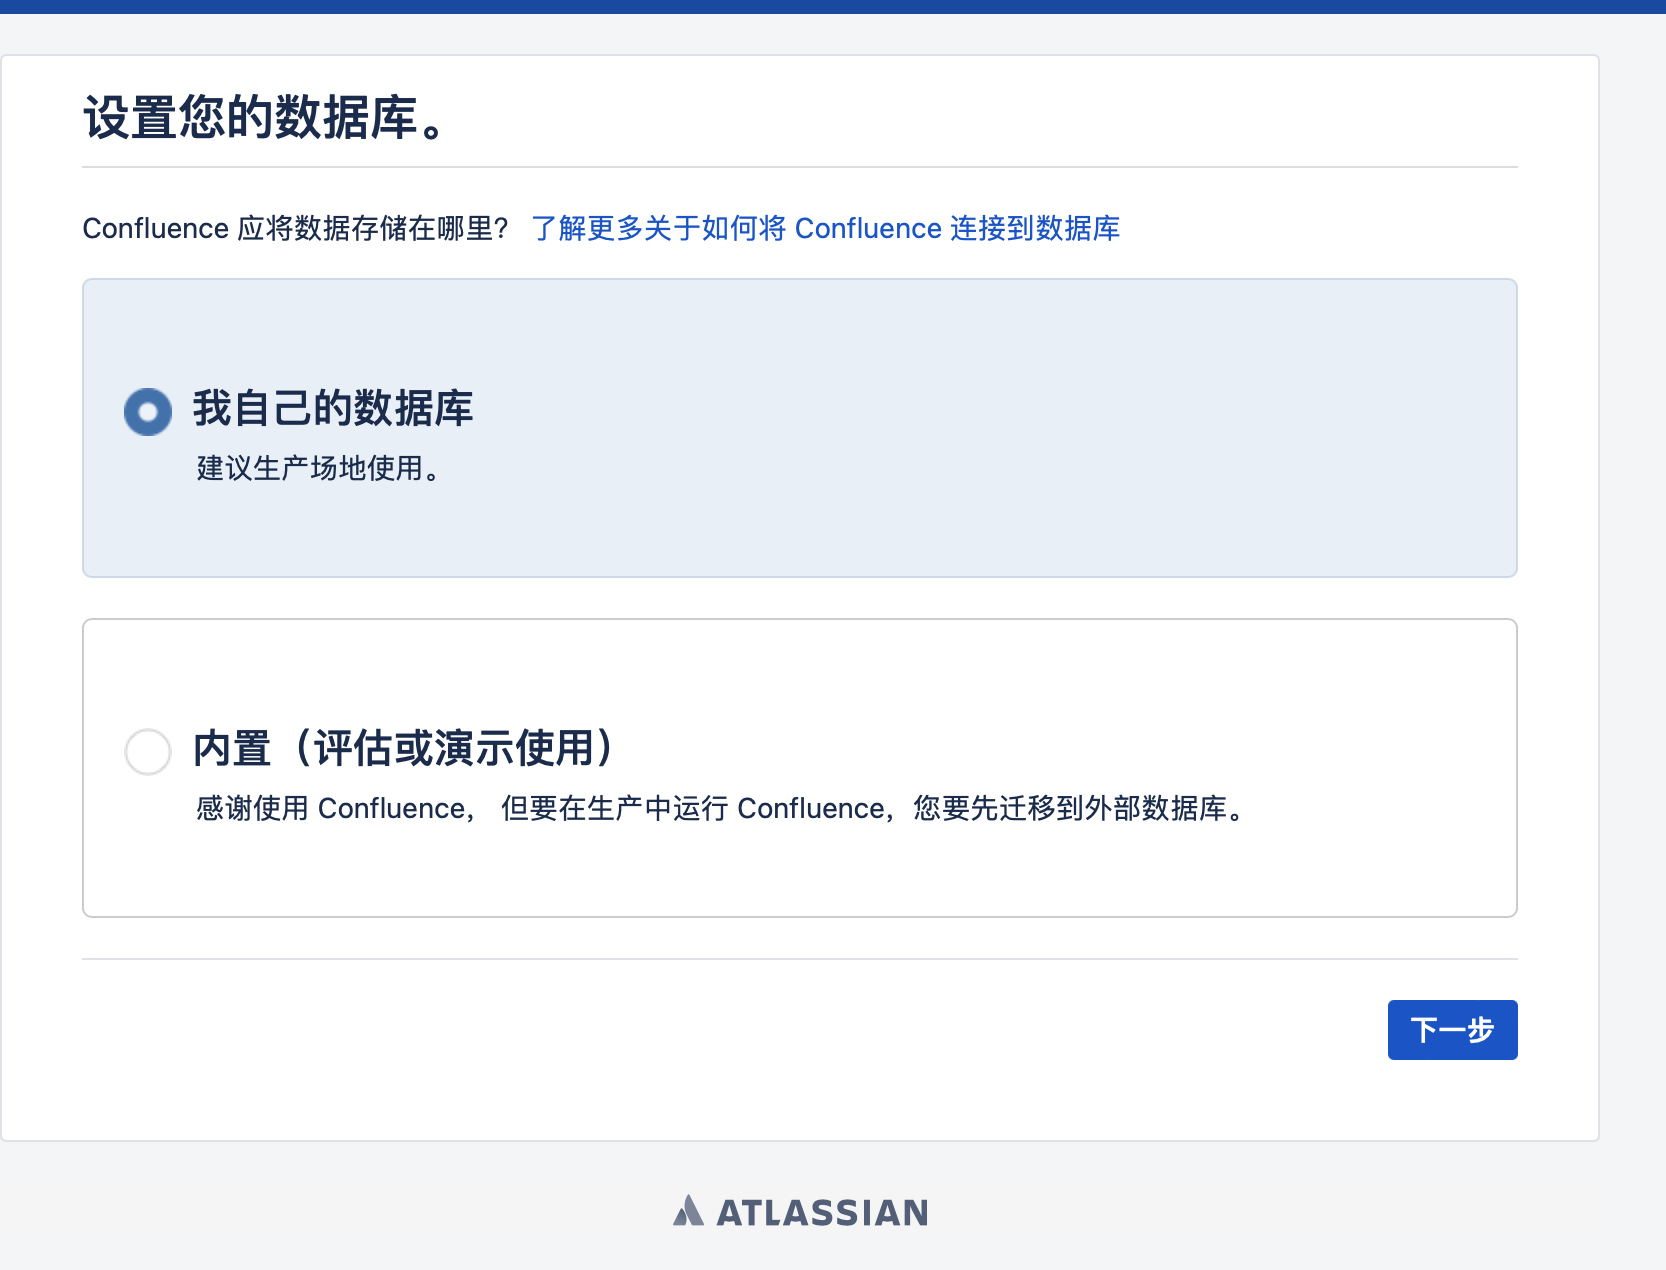 设置您的数据库。
Confluence 应将数据存储在哪里? 了解更多关于如何将 Confluence 连接到数据库
我自己的数据库
建议生产场地使用。
内置（评估或演示使用）
感谢使用 Confluence， 但要在生产中运行 Confluence，您要先迁移到外部数据库。
下一步
ATLASSIAN